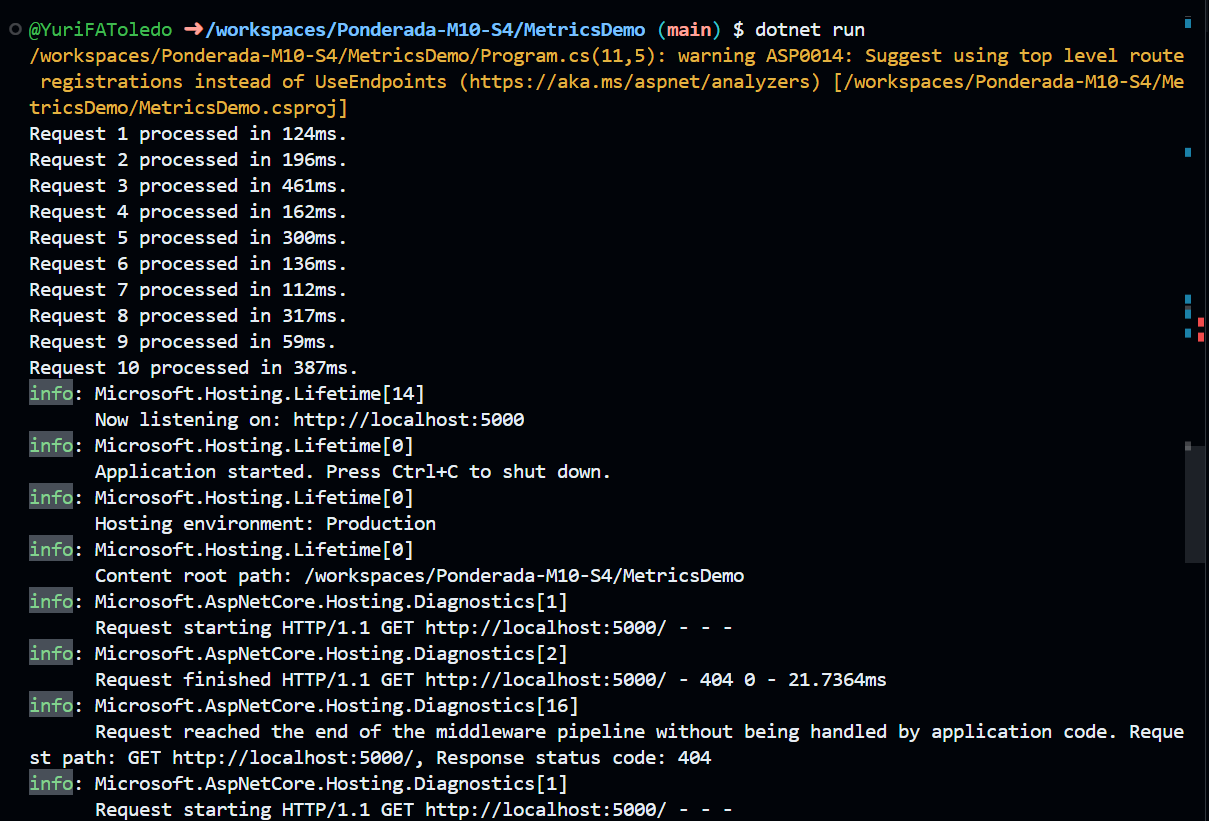 @YuriFAToledo ➜/workspaces/Ponderada-M10-S4/MetricsDemo (main) $ dotnet run
/workspaces/Ponderada-M10-S4/MetricsDemo/Program.cs(11,5): warning ASP0014: Suggest using top level route
 registrations instead of UseEndpoints (https://aka.ms/aspnet/analyzers) [/workspaces/Ponderada-M10-S4/Me
tricsDemo/MetricsDemo.csproj]
Request 1 processed in 124ms.
Request 2 processed in 196ms.
Request 3 processed in 461ms.
Request 4 processed in 162ms.
Request 5 processed in 300ms.
Request 6 processed in 136ms.
Request 7 processed in 112ms.
Request 8 processed in 317ms.
Request 9 processed in 59ms.
Request 10 processed in 387ms.
info: Microsoft.Hosting.Lifetime[14]
      Now listening on: http://localhost:5000
info: Microsoft.Hosting.Lifetime[0]
      Application started. Press Ctrl+C to shut down.
info: Microsoft.Hosting.Lifetime[0]
      Hosting environment: Production
info: Microsoft.Hosting.Lifetime[0]
      Content root path: /workspaces/Ponderada-M10-S4/MetricsDemo
info: Microsoft.AspNetCore.Hosting.Diagnostics[1]
      Request starting HTTP/1.1 GET http://localhost:5000/ - - -
info: Microsoft.AspNetCore.Hosting.Diagnostics[2]
      Request finished HTTP/1.1 GET http://localhost:5000/ - 404 0 - 21.7364ms
info: Microsoft.AspNetCore.Hosting.Diagnostics[16]
      Request reached the end of the middleware pipeline without being handled by application code. Reque
st path: GET http://localhost:5000/, Response status code: 404
info: Microsoft.AspNetCore.Hosting.Diagnostics[1]
      Request starting HTTP/1.1 GET http://localhost:5000/ - - -